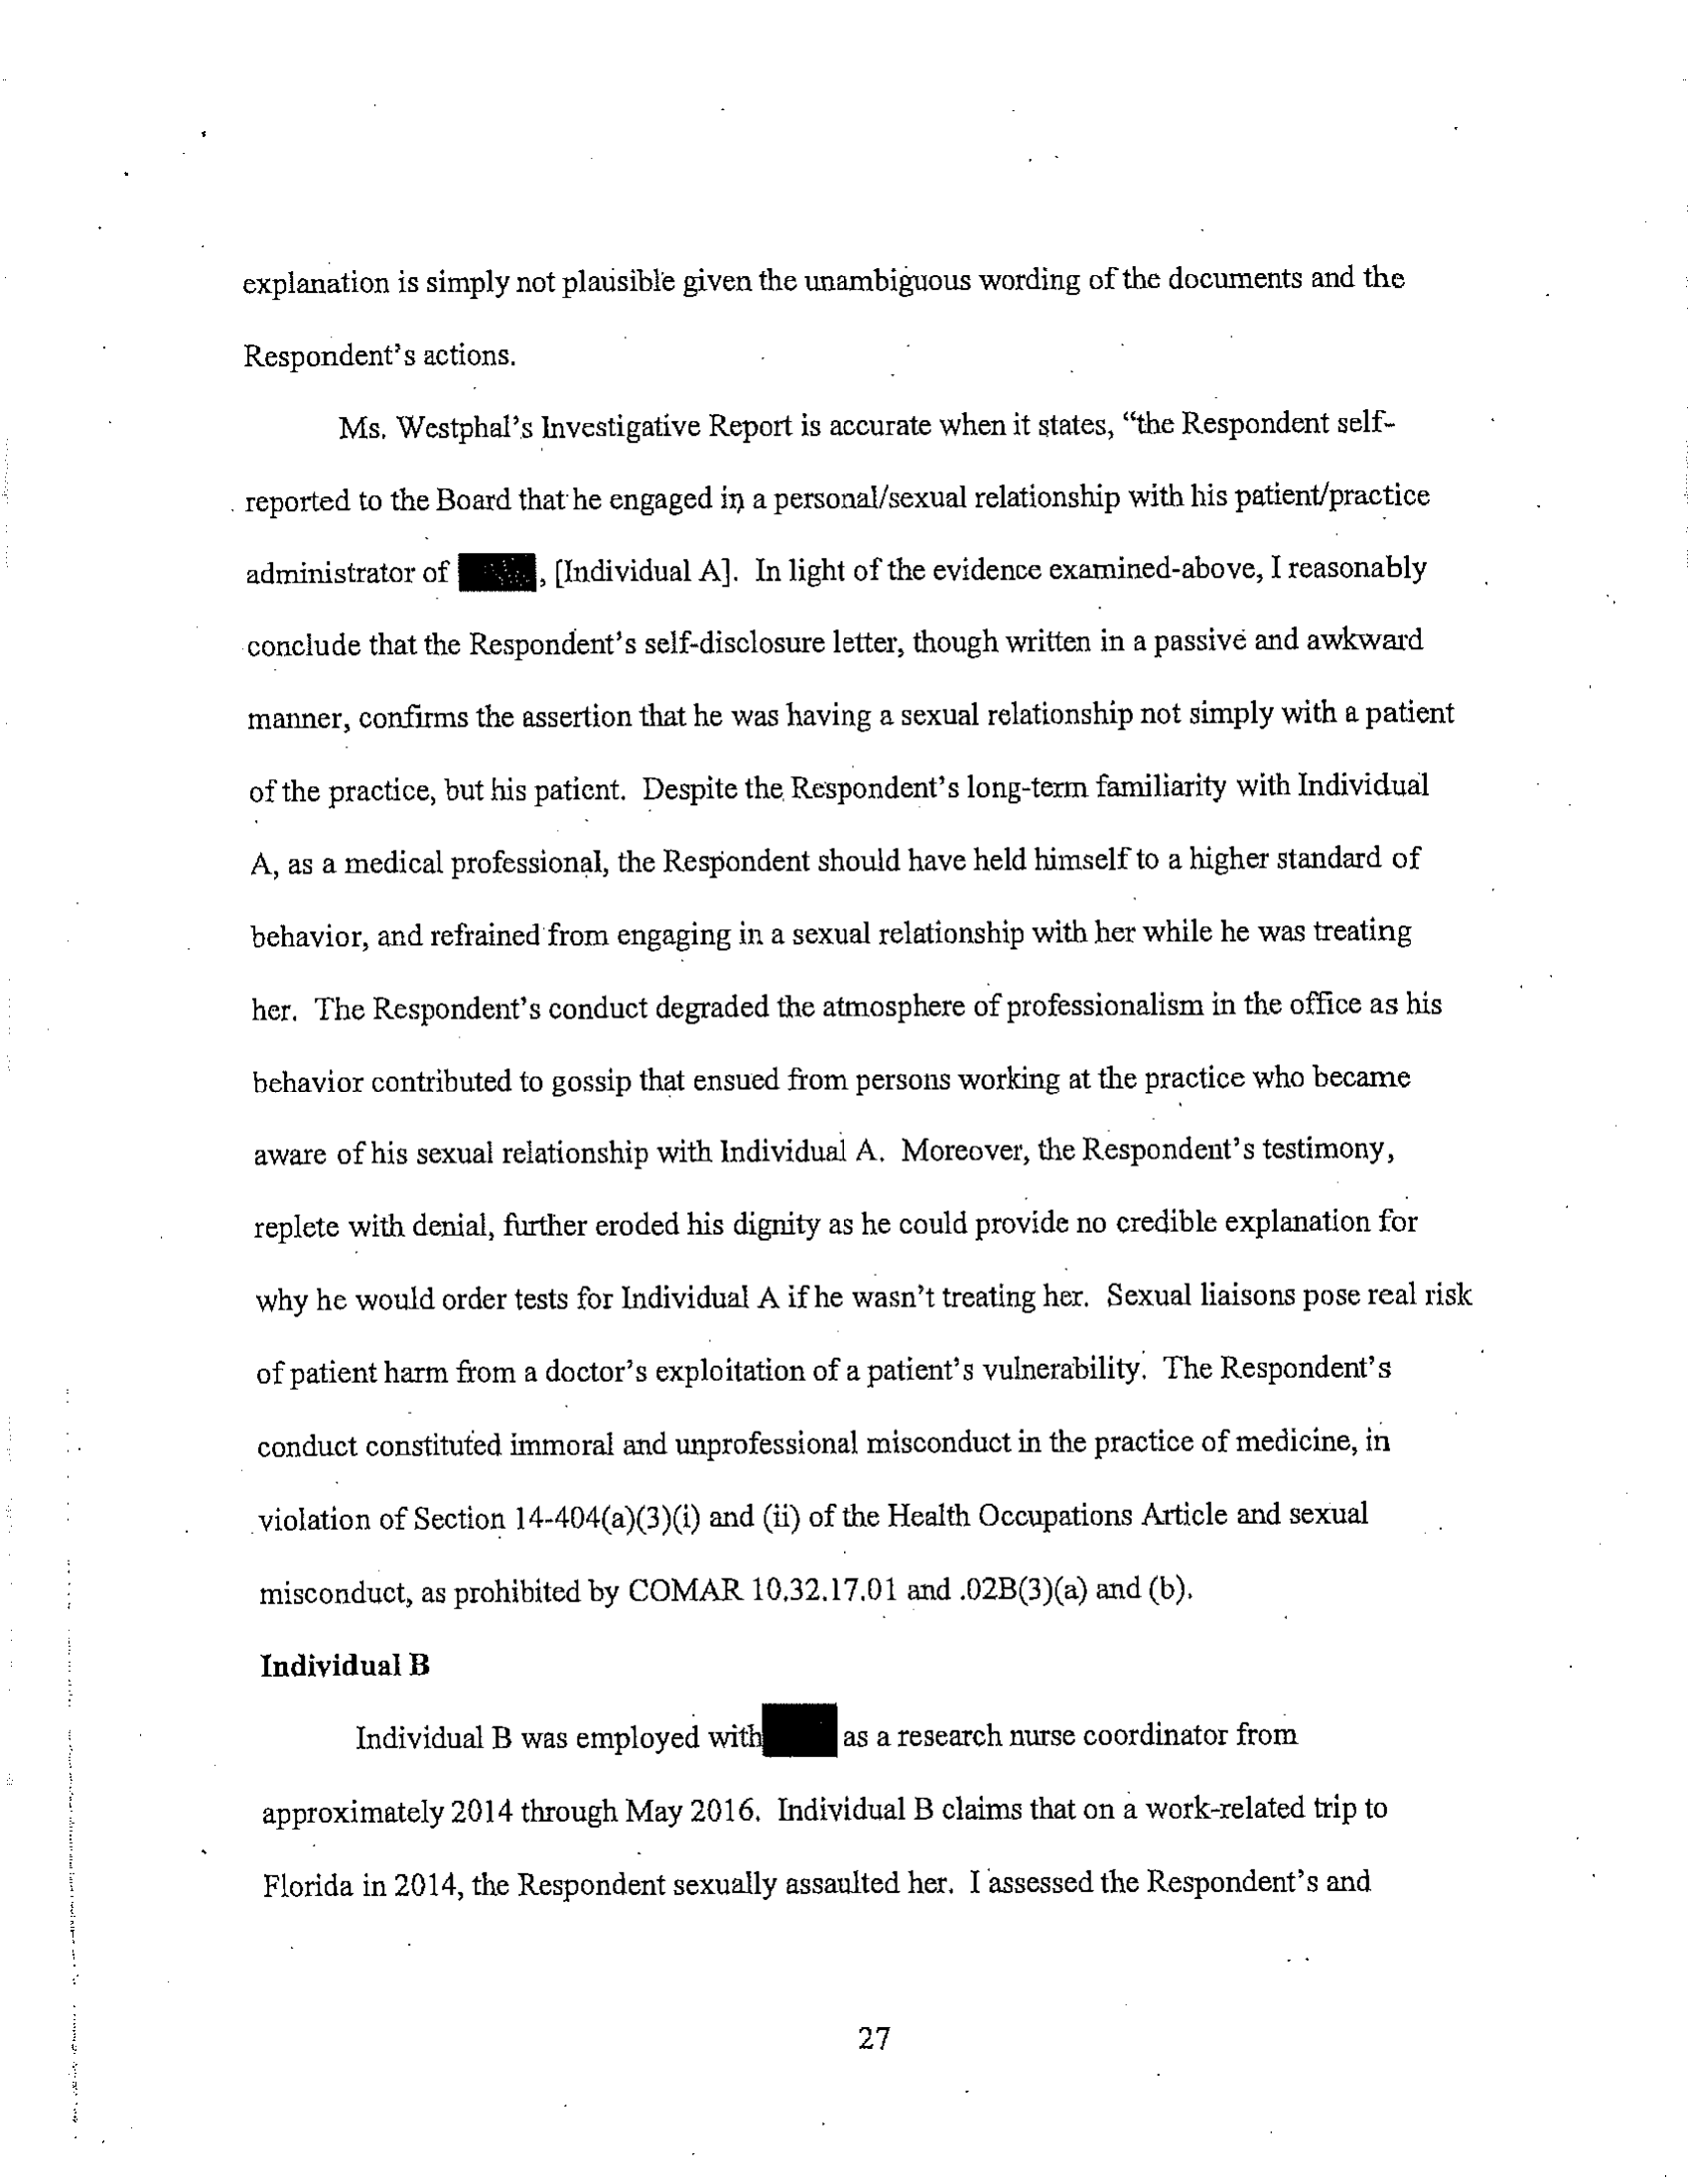 explanation is simply not plausible given the unambiguous wording of the documents and the
Respondent's actions.
Ms. Westphal's Investigative Report is accurate when it states, “the Respondent self-
reported to the Board that he engaged in a personal/sexual relationship with his patient/practice
administrator of , [Individual A]. In light of the evidence examined-above, I reasonably
conclude that the Respondent's self-disclosure letter, though written in a passive and awkward
manner, confirms the assertion that he was having a sexual relationship not simply with a patient
of the practice, but his patient. Despite the Respondent's long-term familiarity with Individual
A, as a medical professional, the Respondent should have held himself to a higher standard of
behavior, and refrained from engaging in a sexual relationship with her while he was treating
her. The Respondent's conduct degraded the atmosphere of professionalism in the office as his
behavior contributed to gossip that ensued from persons working at the practice who became
aware of his sexual relationship with Individual A. Moreover, the Respondent's testimony,
replete with denial, further eroded his dignity as he could provide no credible explanation for
why he would order tests for Individual A if he wasn't treating her. Sexual liaisons pose real risk
of patient harm from a doctor's exploitation of a patient's vulnerability. The Respondent's
conduct constituted immoral and unprofessional misconduct in the practice of medicine, in
violation of Section 14-404(a)(3)(i) and (ii) of the Health Occupations Article and sexual
misconduct, as prohibited by COMAR 10.32.17.01 and .02B(3)(a) and (b).
Individual B
Individual B was employed with as a research nurse coordinator from
approximately 2014 through May 2016. Individual B claims that on a work-related trip to
Florida in 2014, the Respondent sexually assaulted her. I assessed the Respondent's and
27